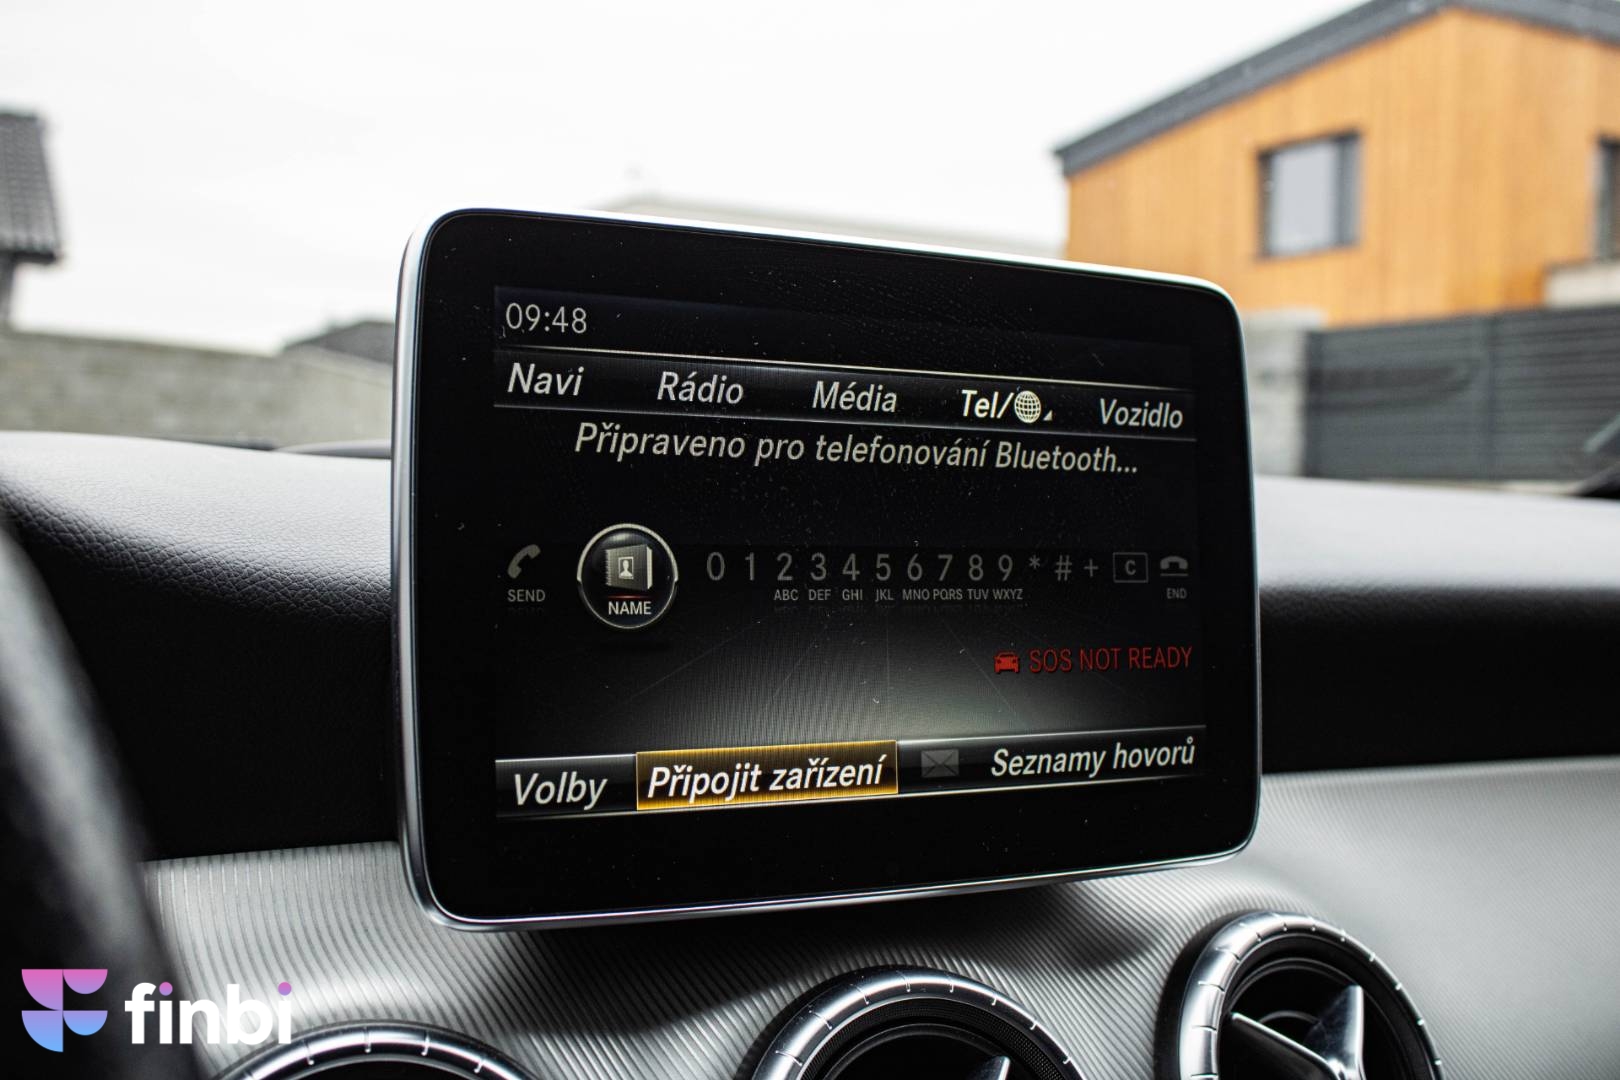 09:48
Navi Rádio Média Tel/ Vozidlo
Připraveno pro telefonování Bluetooth...
0 1 2 3 4 5 6 7 8 9 * # + C
SEND NAME ABC DEF GHI JKL MNO PQRS TUV WXYZ END
SOS NOT READY
Volby Připojit zařízení Seznamy hovorů
finbi